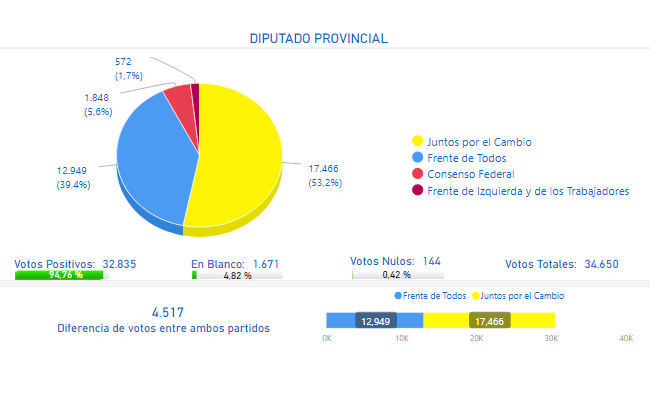 DIPUTADO PROVINCIAL
572
(1,7%)
1.848
(5,6%)
12.949
(39,4%)
17.466
(53,2%)
Juntos por el Cambio
Frente de Todos
Consenso Federal
Frente de Izquierda y de los Trabajadores
Votos Positivos: 32.835
94,76 %
En Blanco: 1.671
4,82 %
Votos Nulos: 144
0,42 %
Votos Totales: 34.650
4.517
Diferencia de votos entre ambos partidos
Frente de Todos Juntos por el Cambio
12,949 17,466
0K 10K 20K 30K 40K